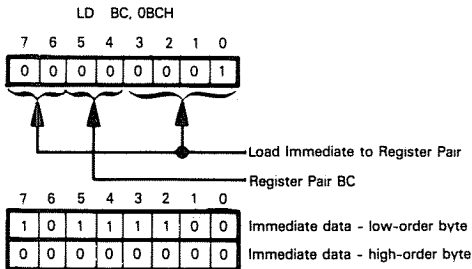 LD BC, 0BCH
7 6 5 4 3 2 1 0
0 0 0 0 0 0 0 1
Load Immediate to Register Pair
Register Pair BC
7 6 5 4 3 2 1 0
1 0 1 1 1 1 0 0 Immediate data - low-order byte
0 0 0 0 0 0 0 0 Immediate data - high-order byte